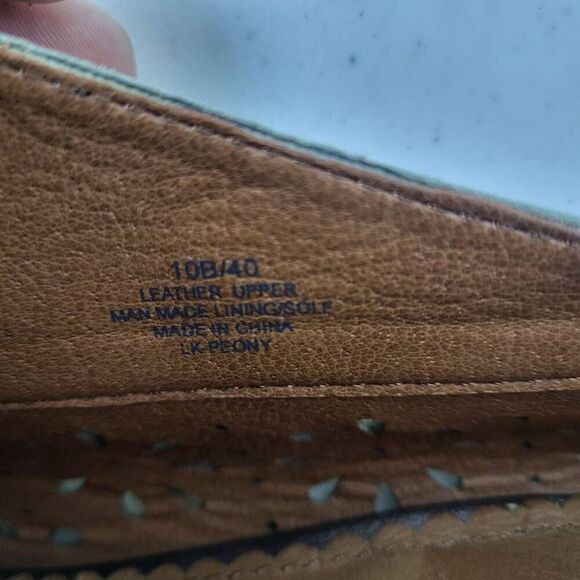 10B/40
LEATHER UPPER
MAN MADE LINING/SOLE
MADE IN CHINA
LK-PEONY